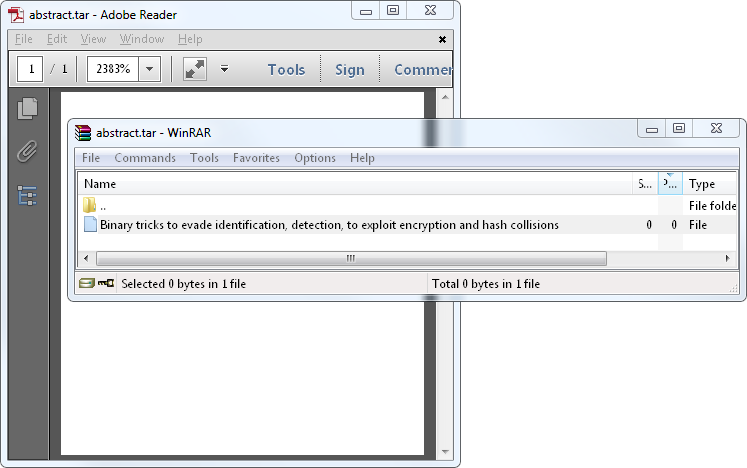 abstract.tar - Adobe Reader
File Edit View Window Help
1 / 1 2383% Tools Sign Commen
abstract.tar - WinRAR
File Commands Tools Favorites Options Help
Name S... P... Type
.. File folde
Binary tricks to evade identification, detection, to exploit encryption and hash collisions 0 0 File
Selected 0 bytes in 1 file Total 0 bytes in 1 file